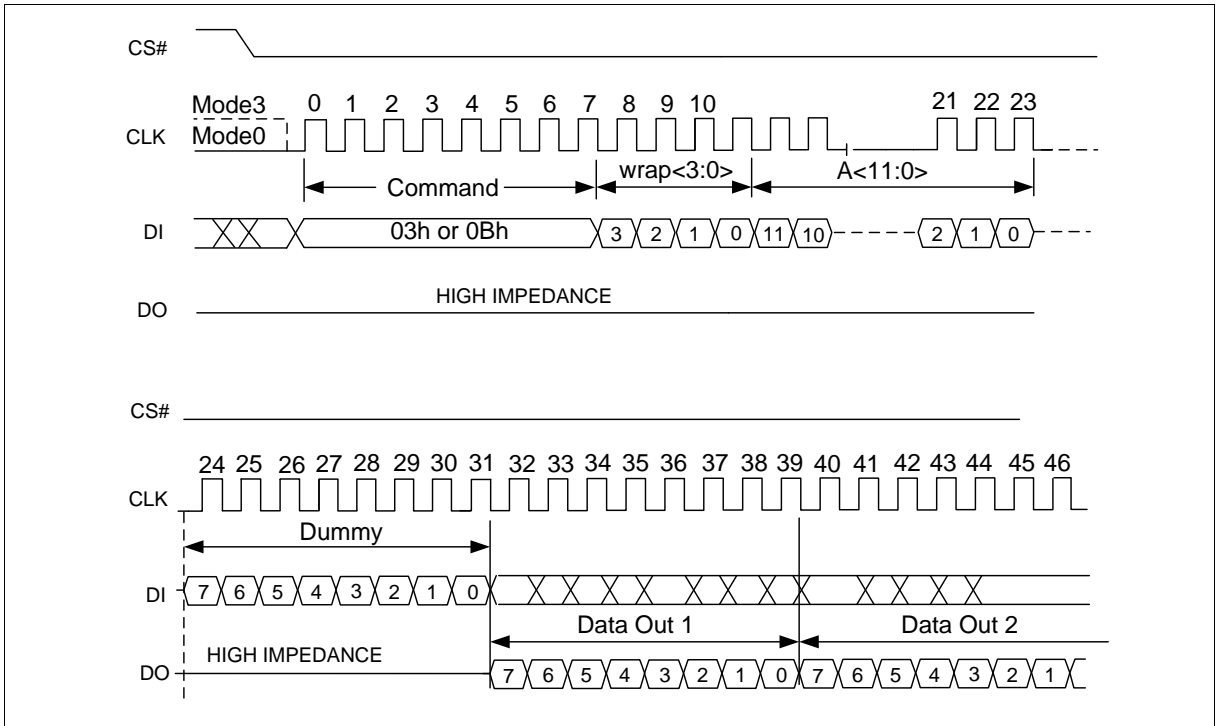 CS#
Mode3 0 1 2 3 4 5 6 7 8 9 10 21 22 23
CLK Mode0
Command wrap<3:0> A<11:0>
DI 03h or 0Bh 3 2 1 0 11 10 2 1 0
HIGH IMPEDANCE
DO
CS#
24 25 26 27 28 29 30 31 32 33 34 35 36 37 38 39 40 41 42 43 44 45 46
CLK
Dummy
DI 7 6 5 4 3 2 1 0
Data Out 1 Data Out 2
HIGH IMPEDANCE
DO 7 6 5 4 3 2 1 0 7 6 5 4 3 2 1